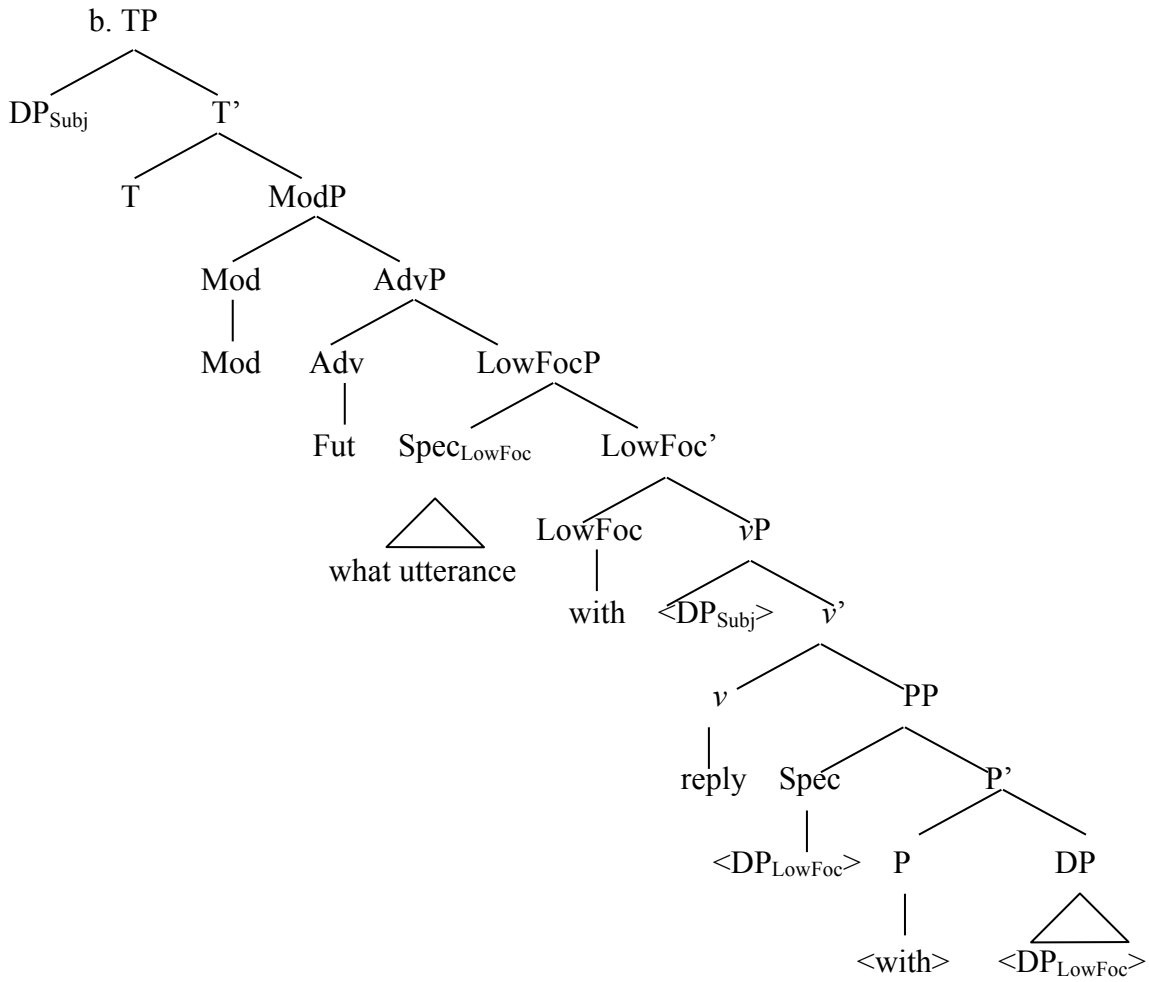 b. TP
DPSubj T’
T ModP
Mod AdvP
Mod Adv LowFocP
Fut SpecLowFoc LowFoc’
LowFoc vP
what utterance
with <DPSubj> v’
v PP
reply Spec P’
<DPLowFoc> P DP
<with> <DPLowFoc>